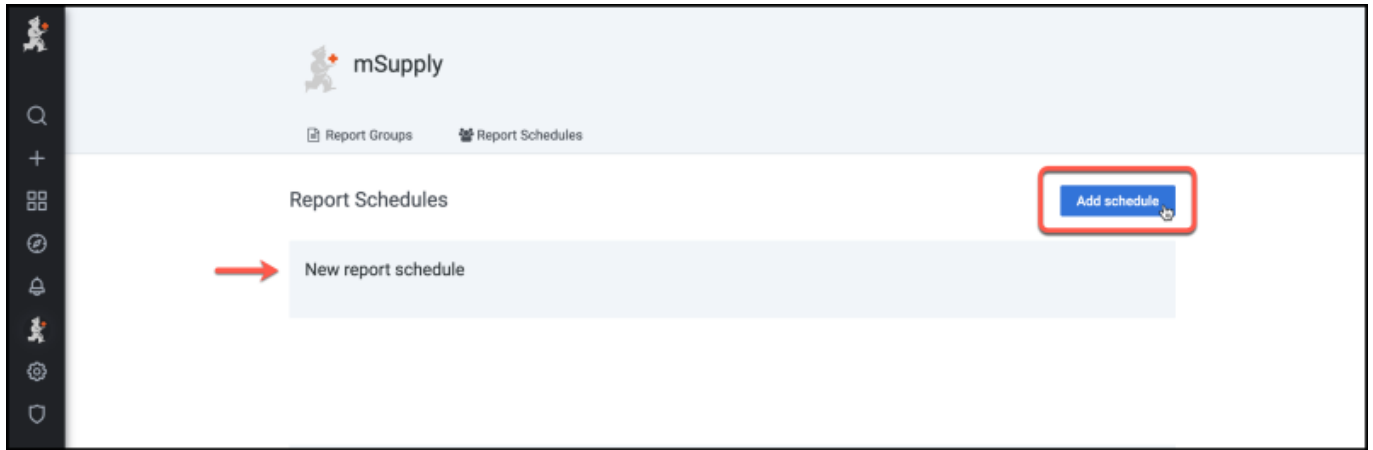 mSupply
Report Groups Report Schedules
Report Schedules Add schedule
New report schedule